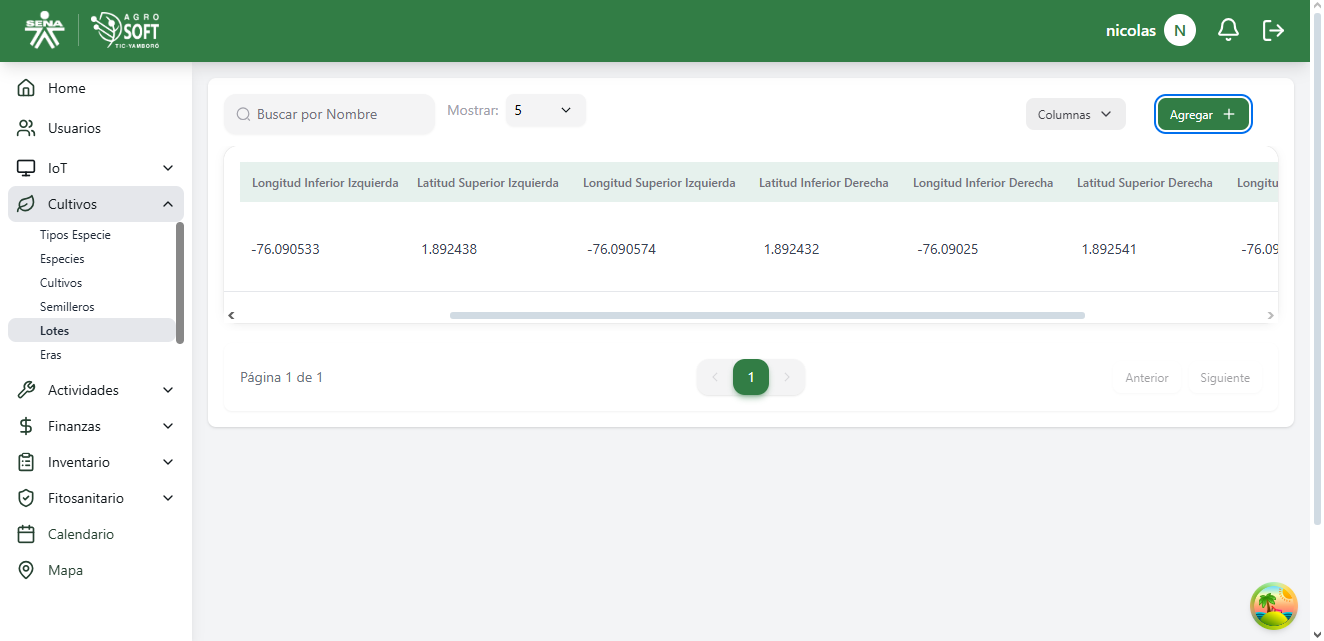 SENA
AGRO
SOFT
TIC-YAMBORÓ
nicolas
N
Home
Usuarios
IoT
Cultivos
Tipos Especie
Especies
Cultivos
Semilleros
Lotes
Eras
Actividades
Finanzas
Inventario
Fitosanitario
Calendario
Mapa
Buscar por Nombre
Mostrar:
5
Columnas
Agregar +
Longitud Inferior Izquierda Latitud Superior Izquierda Longitud Superior Izquierda Latitud Inferior Derecha Longitud Inferior Derecha Latitud Superior Derecha Longitu
-76.090533 1.892438 -76.090574 1.892432 -76.09025 1.892541 -76.09
Página 1 de 1
1
Anterior
Siguiente